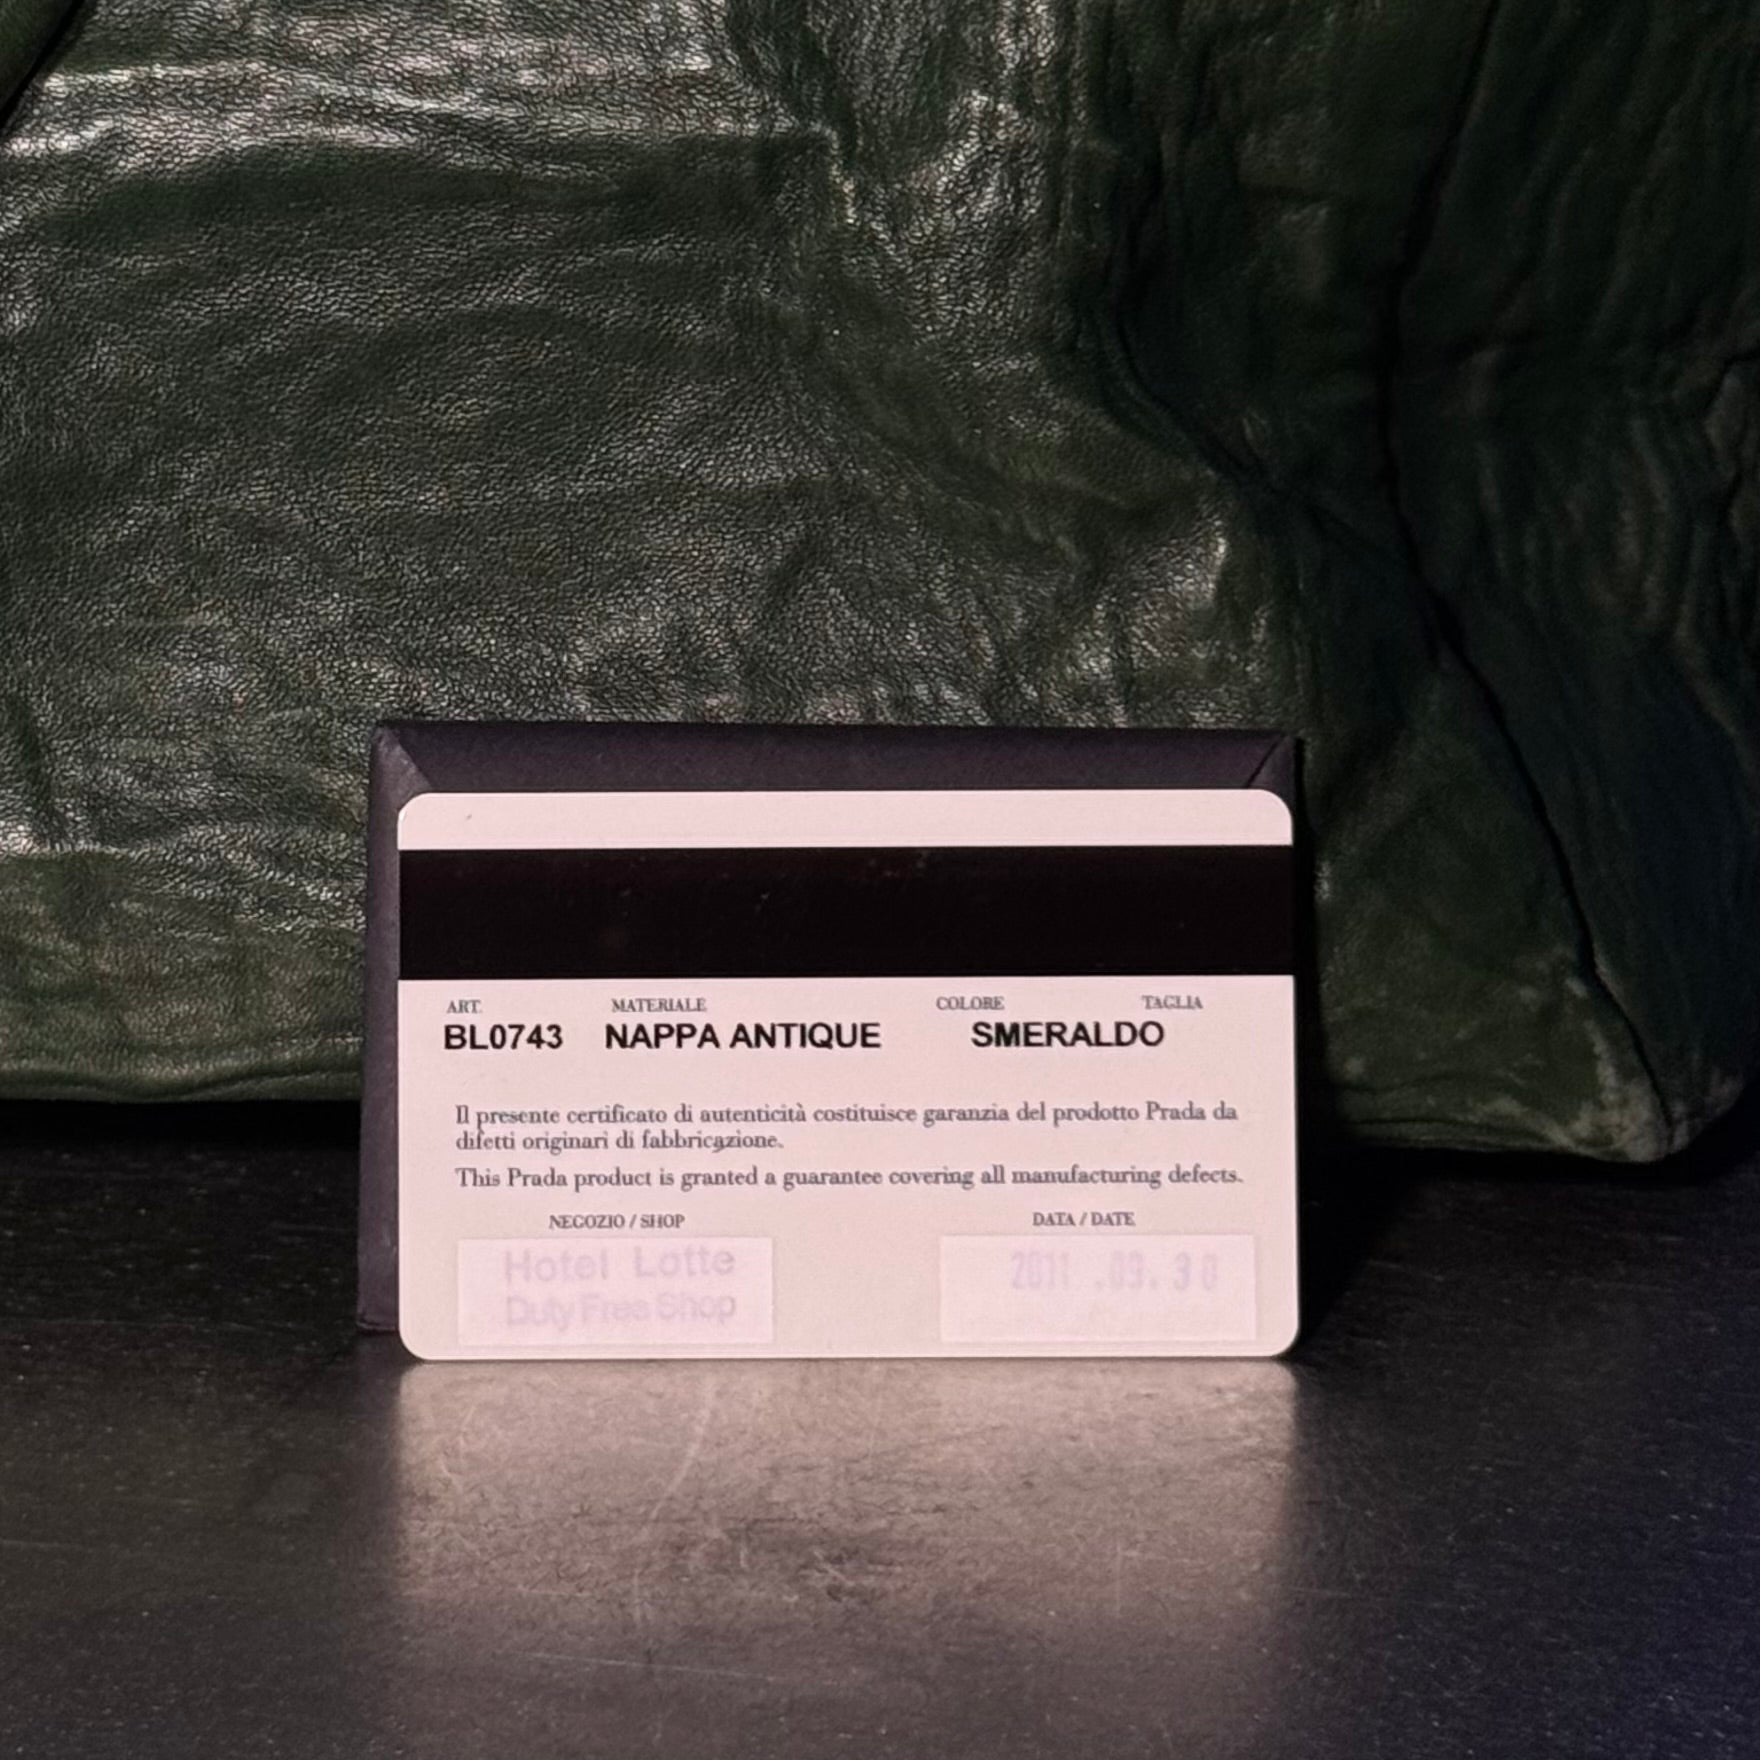 ART. MATERIALE COLORE TAGLIA
BL0743 NAPPA ANTIQUE SMERALDO
Il presente certificato di autenticità costituisce garanzia del prodotto Prada da
difetti originari di fabbricazione.
This Prada product is granted a guarantee covering all manufacturing defects.
NEGOZIO / SHOP DATA / DATE
Hotel Lotte 2011 .09. 30
Duty Free Shop